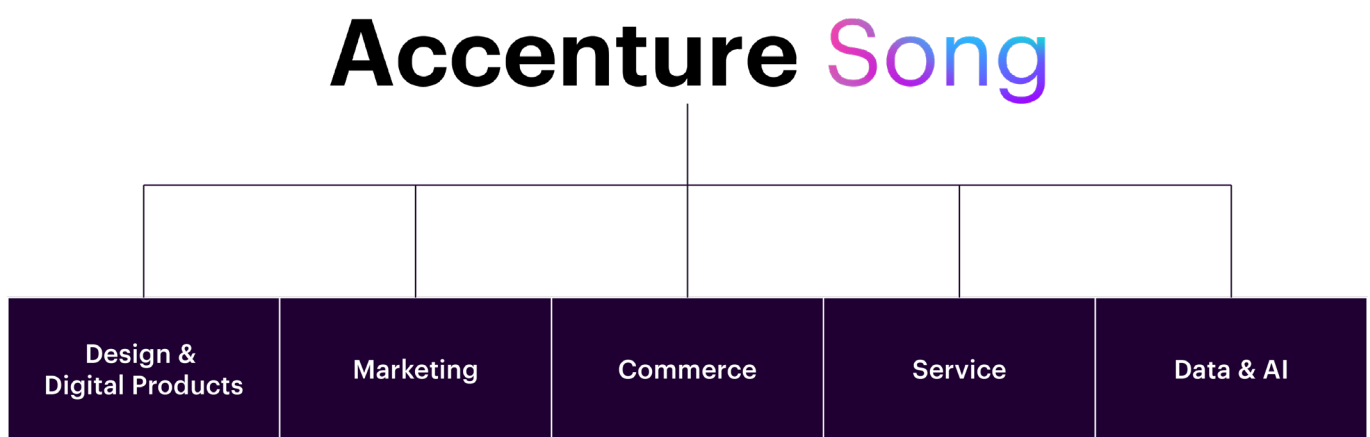 Accenture Song
Design &
Digital Products
Marketing
Commerce
Service
Data & AI